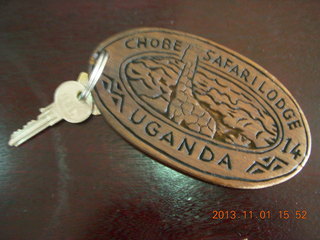 CHOBE SAFARI LODGE
14
UGANDA
2013.11.01 15:52